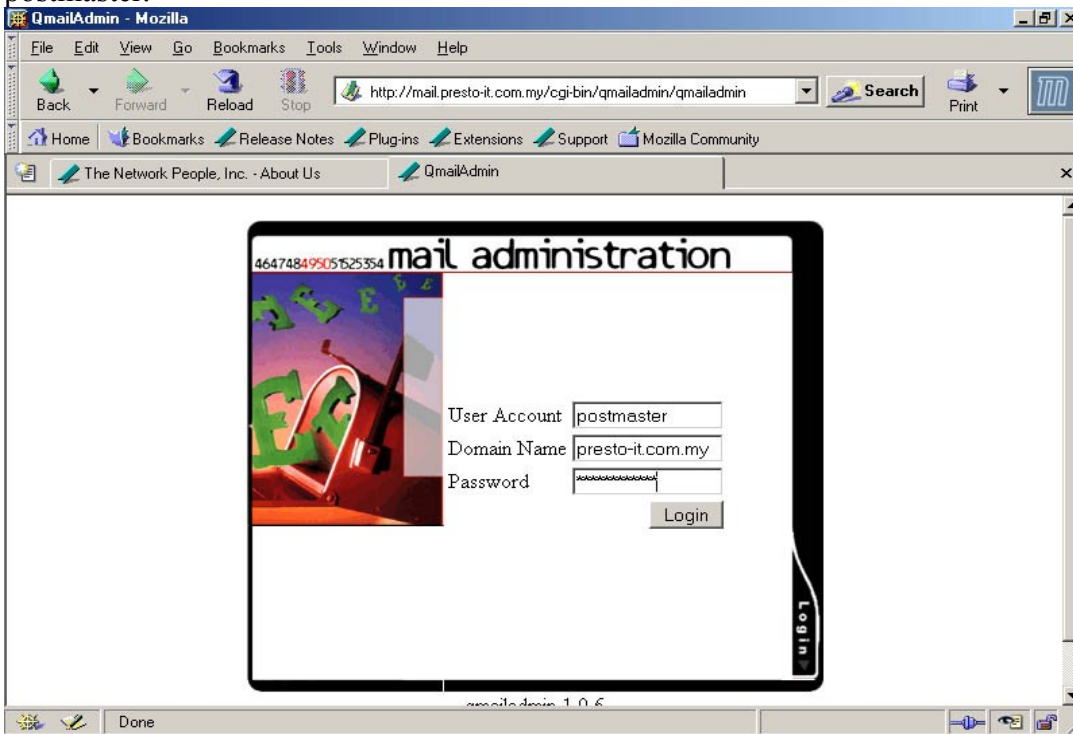 postmaster.
QmailAdmin - Mozilla
File Edit View Go Bookmarks Tools Window Help
Back Forward Reload Stop http://mail.presto-it.com.my/cgi-bin/qmailadmin/qmailadmin Search Print
Home Bookmarks Release Notes Plug-ins Extensions Support Mozilla Community
The Network People, Inc. - About Us QmailAdmin
464748495051525354 mail administration
User Account postmaster
Domain Name presto-it.com.my
Password ************
Login
Login
qmailadmin 1.0.6
Done